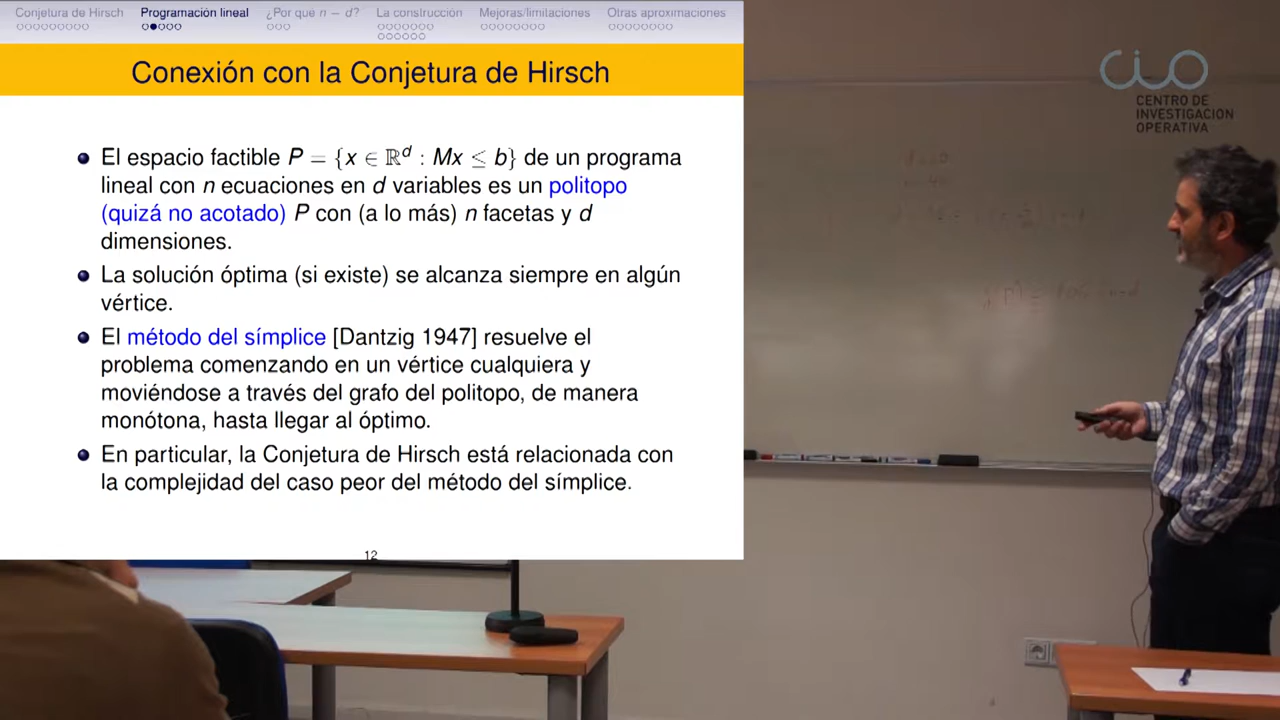 Conjetura de Hirsch Programación lineal ¿Por qué n − d? La construcción Mejoras/limitaciones Otras aproximaciones
Conexión con la Conjetura de Hirsch
El espacio factible P = {x ∈ ℝᵈ : Mx ≤ b} de un programa
lineal con n ecuaciones en d variables es un politopo
(quizá no acotado) P con (a lo más) n facetas y d
dimensiones.
La solución óptima (si existe) se alcanza siempre en algún
vértice.
El método del símplice [Dantzig 1947] resuelve el
problema comenzando en un vértice cualquiera y
moviéndose a través del grafo del politopo, de manera
monótona, hasta llegar al óptimo.
En particular, la Conjetura de Hirsch está relacionada con
la complejidad del caso peor del método del símplice.
12
CIO
CENTRO DE
INVESTIGACION
OPERATIVA